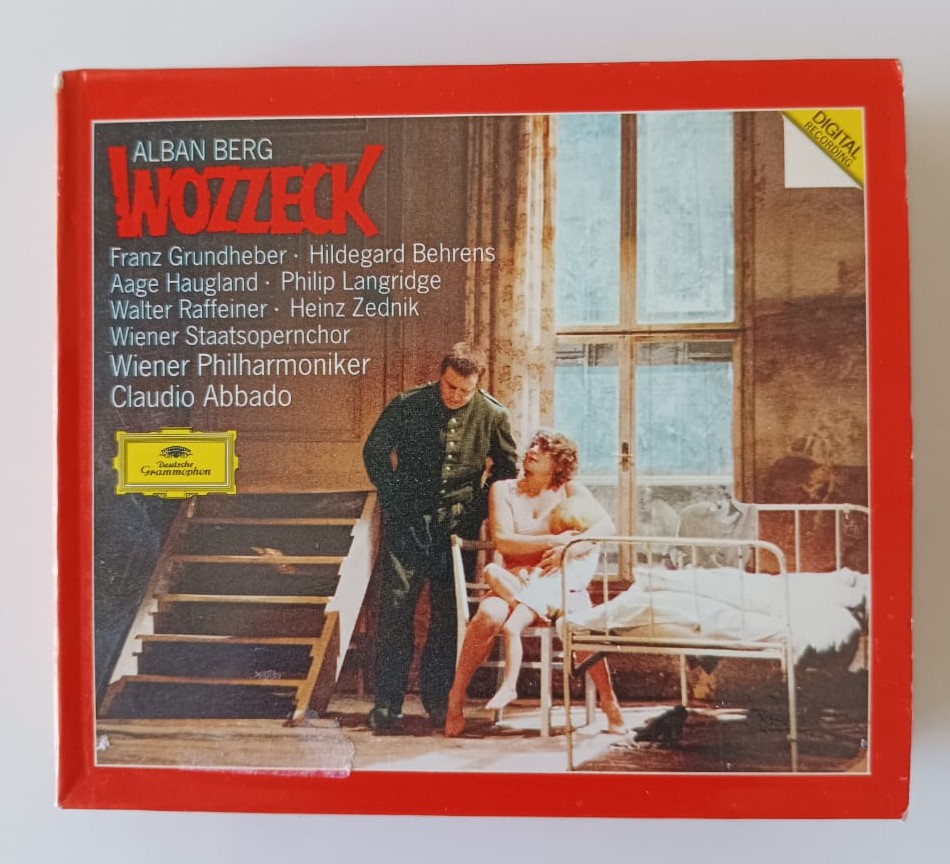 ALBAN BERG
WOZZECK
Franz Grundheber · Hildegard Behrens
Aage Haugland · Philip Langridge
Walter Raffeiner · Heinz Zednik
Wiener Staatsopernchor
Wiener Philharmoniker
Claudio Abbado
Deutsche
Grammophon
DIGITAL
RECORDING